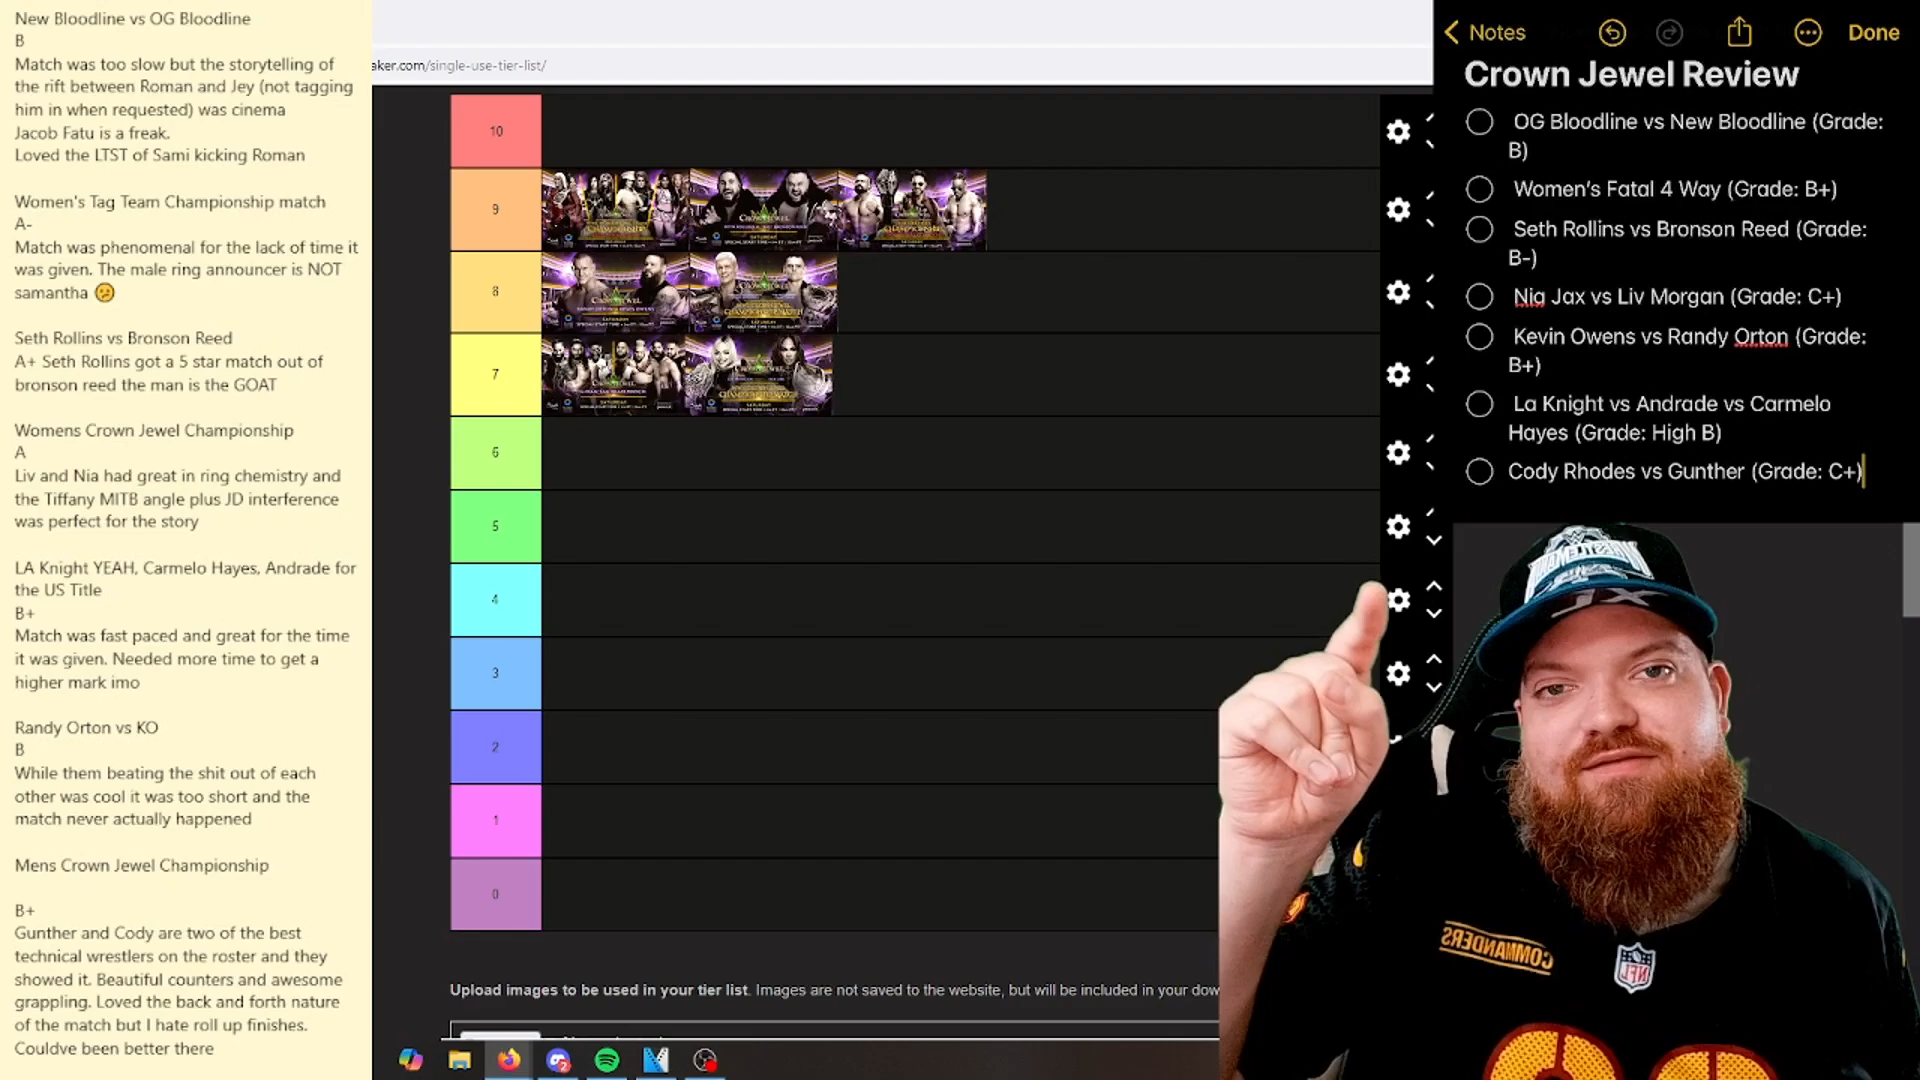 New Bloodline vs OG Bloodline
B
Match was too slow but the storytelling of
the rift between Roman and Jey (not tagging
him in when requested) was cinema
Jacob Fatu is a freak.
Loved the LTST of Sami kicking Roman
Women's Tag Team Championship match
A-
Match was phenomenal for the lack of time it
was given. The male ring announcer is NOT
samantha 😕
Seth Rollins vs Bronson Reed
A+ Seth Rollins got a 5 star match out of
bronson reed the man is the GOAT
Womens Crown Jewel Championship
A
Liv and Nia had great in ring chemistry and
the Tiffany MITB angle plus JD interference
was perfect for the story
LA Knight YEAH, Carmelo Hayes, Andrade for
the US Title
B+
Match was fast paced and great for the time
it was given. Needed more time to get a
higher mark imo
Randy Orton vs KO
B
While them beating the shit out of each
other was cool it was too short and the
match never actually happened
Mens Crown Jewel Championship
B+
Gunther and Cody are two of the best
technical wrestlers on the roster and they
showed it. Beautiful counters and awesome
grappling. Loved the back and forth nature
of the match but I hate roll up finishes.
Couldve been better there
aker.com/single-use-tier-list/
10
9
8
7
6
5
4
3
2
1
0
Upload images to be used in your tier list. Images are not saved to the website, but will be included in your dow
Notes
Done
Crown Jewel Review
OG Bloodline vs New Bloodline (Grade:
B)
Women's Fatal 4 Way (Grade: B+)
Seth Rollins vs Bronson Reed (Grade:
B-)
Nia Jax vs Liv Morgan (Grade: C+)
Kevin Owens vs Randy Orton (Grade:
B+)
La Knight vs Andrade vs Carmelo
Hayes (Grade: High B)
Cody Rhodes vs Gunther (Grade: C+)
COMMANDERS
NFL